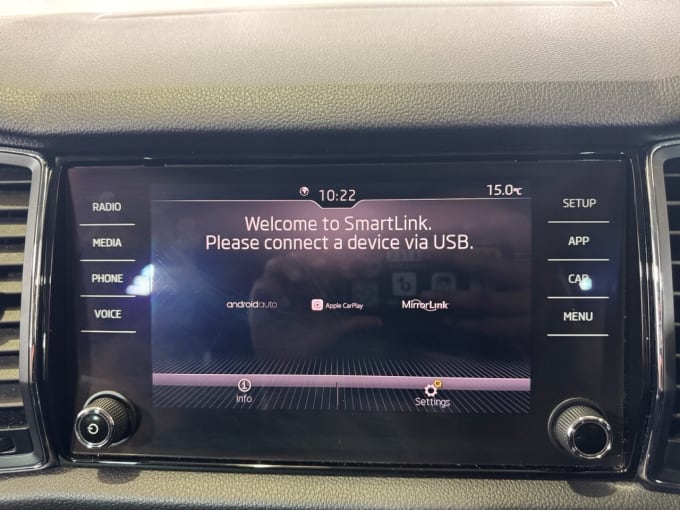 10:22
15.0℃
Welcome to SmartLink.
Please connect a device via USB.
androidauto
Apple CarPlay
MirrorLink
Info
Settings
RADIO
MEDIA
PHONE
VOICE
SETUP
APP
CAR
MENU